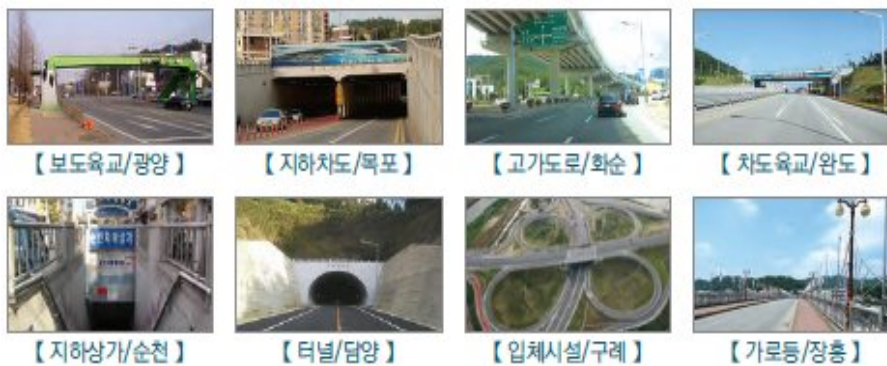 【 보도육교/광양 】
【 지하차도/목포 】
【 고가도로/화순 】
【 차도육교/완도 】
【 지하상가/순천 】
【 터널/담양 】
【 입체시설/구례 】
【 가로등/장흥 】